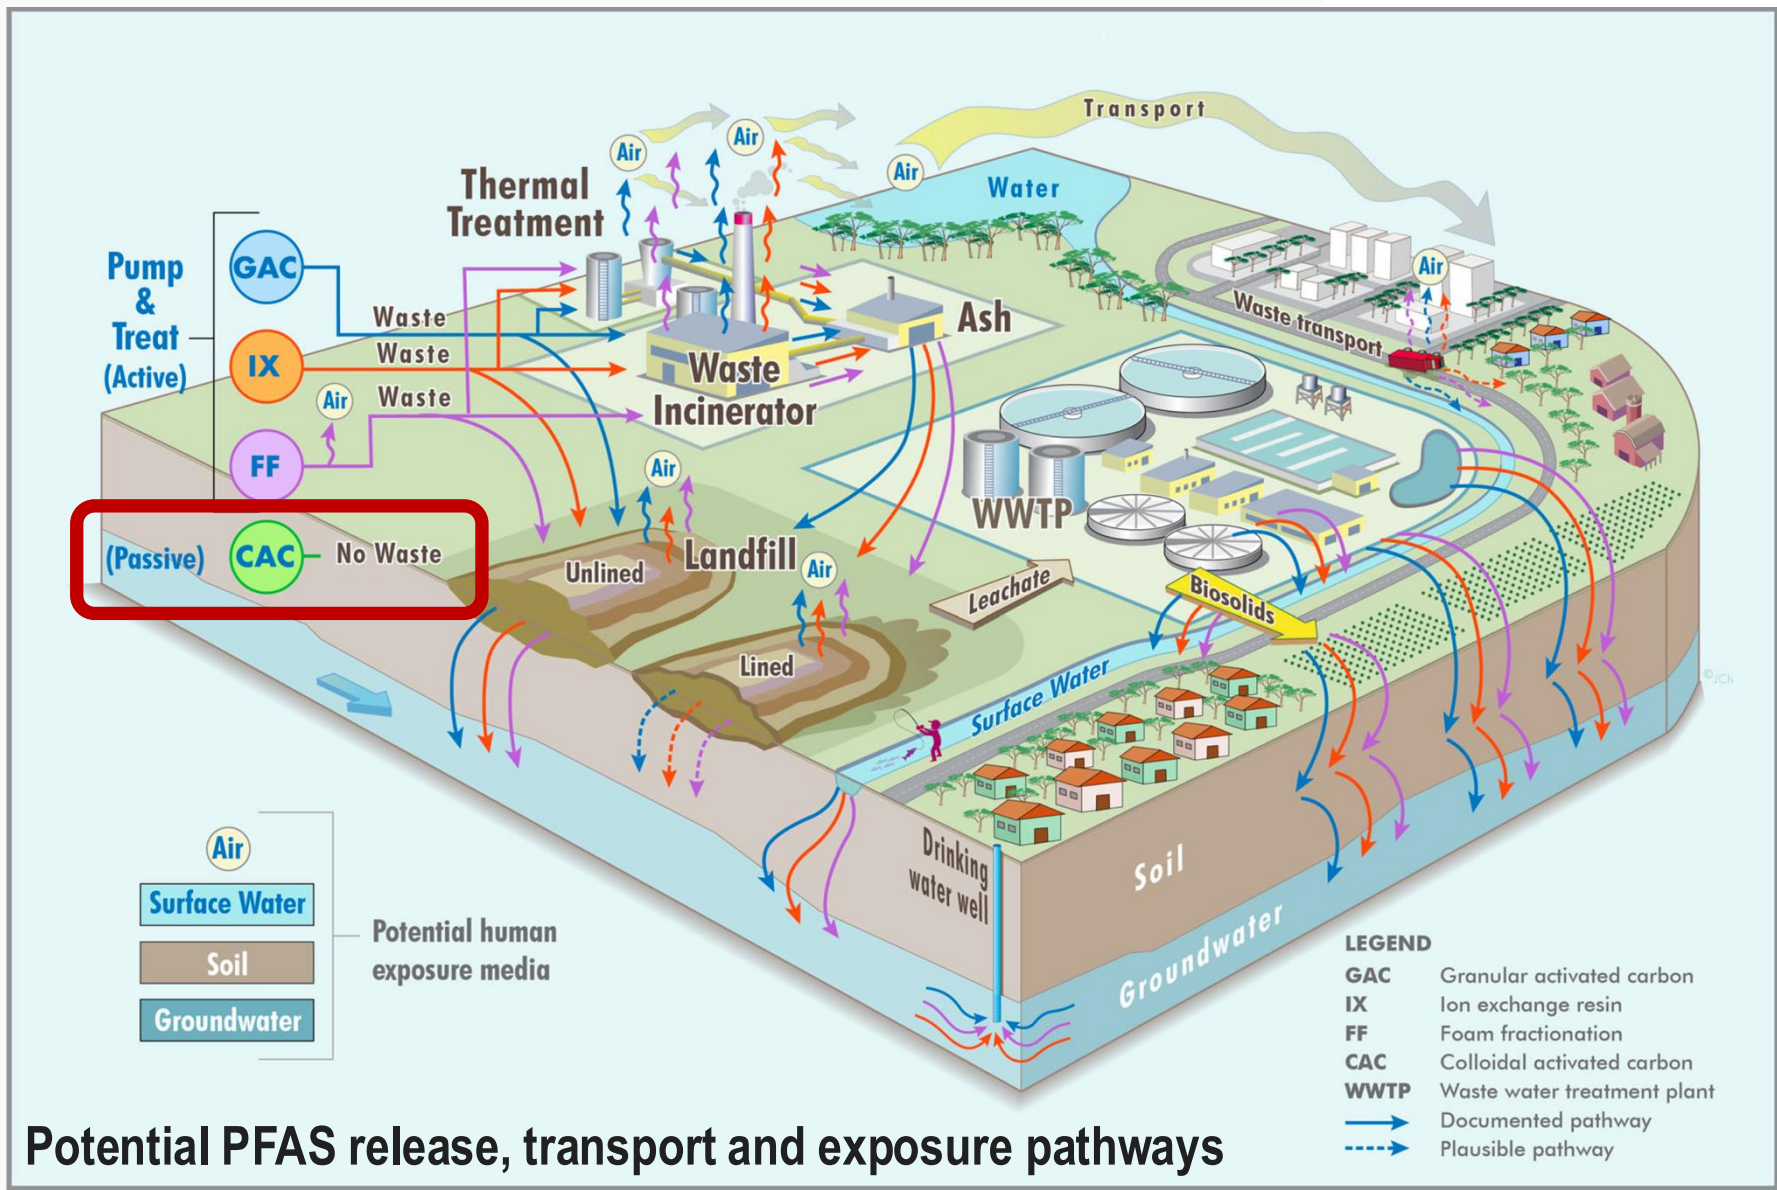 Transport
Air
Air
Air
Thermal
Treatment
Water
Pump
&
Treat
(Active)
GAC
IX
FF
Waste
Waste
Waste
Air
Air
Waste transport
Ash
Waste
Incinerator
WWTP
(Passive)
CAC
No Waste
Air
Landfill
Unlined
Air
Lined
Leachate
Biosolids
Surface Water
©JCh
Drinking
water well
Soil
Groundwater
Air
Surface Water
Soil
Groundwater
Potential human
exposure media
LEGEND
GAC Granular activated carbon
IX Ion exchange resin
FF Foam fractionation
CAC Colloidal activated carbon
WWTP Waste water treatment plant
Documented pathway
Plausible pathway
Potential PFAS release, transport and exposure pathways